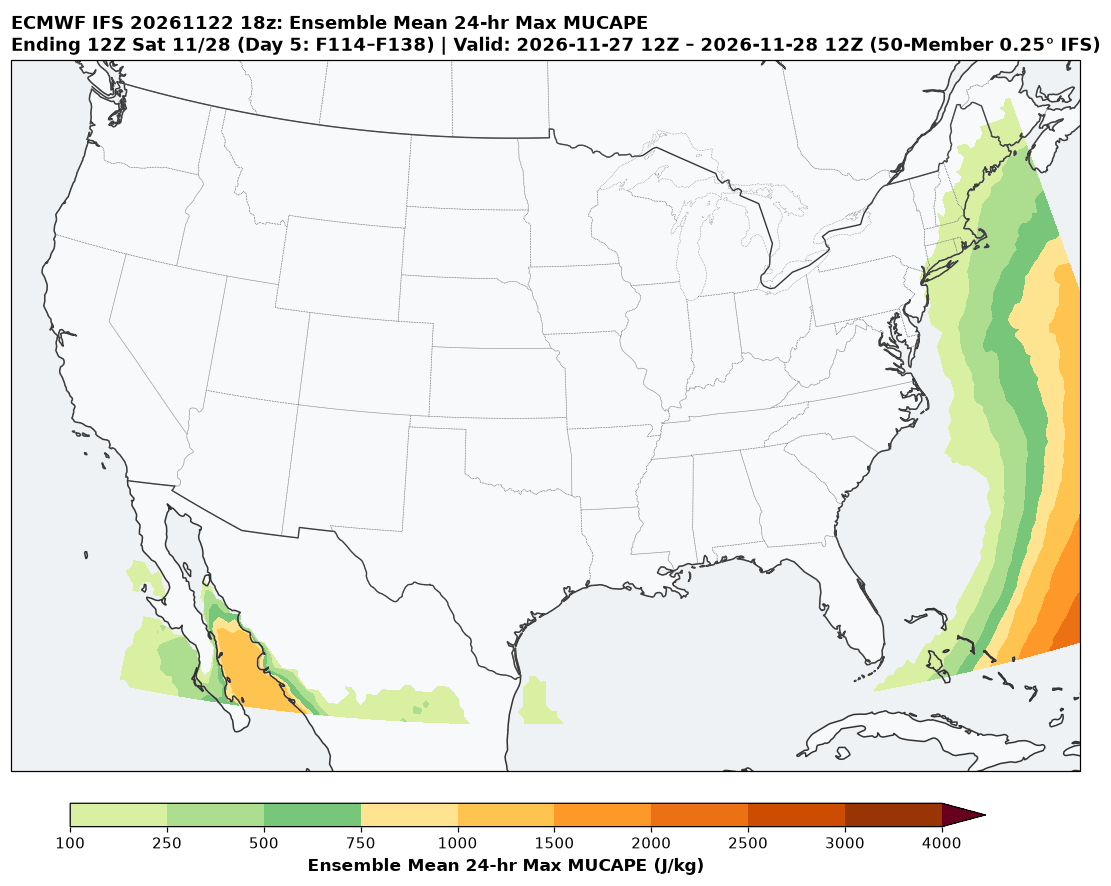 ECMWF IFS 20261122 18z: Ensemble Mean 24-hr Max MUCAPE
Ending 12Z Sat 11/28 (Day 5: F114–F138) | Valid: 2026-11-27 12Z – 2026-11-28 12Z (50-Member 0.25° IFS)
100 250 500 750 1000 1500 2000 2500 3000 4000
Ensemble Mean 24-hr Max MUCAPE (J/kg)